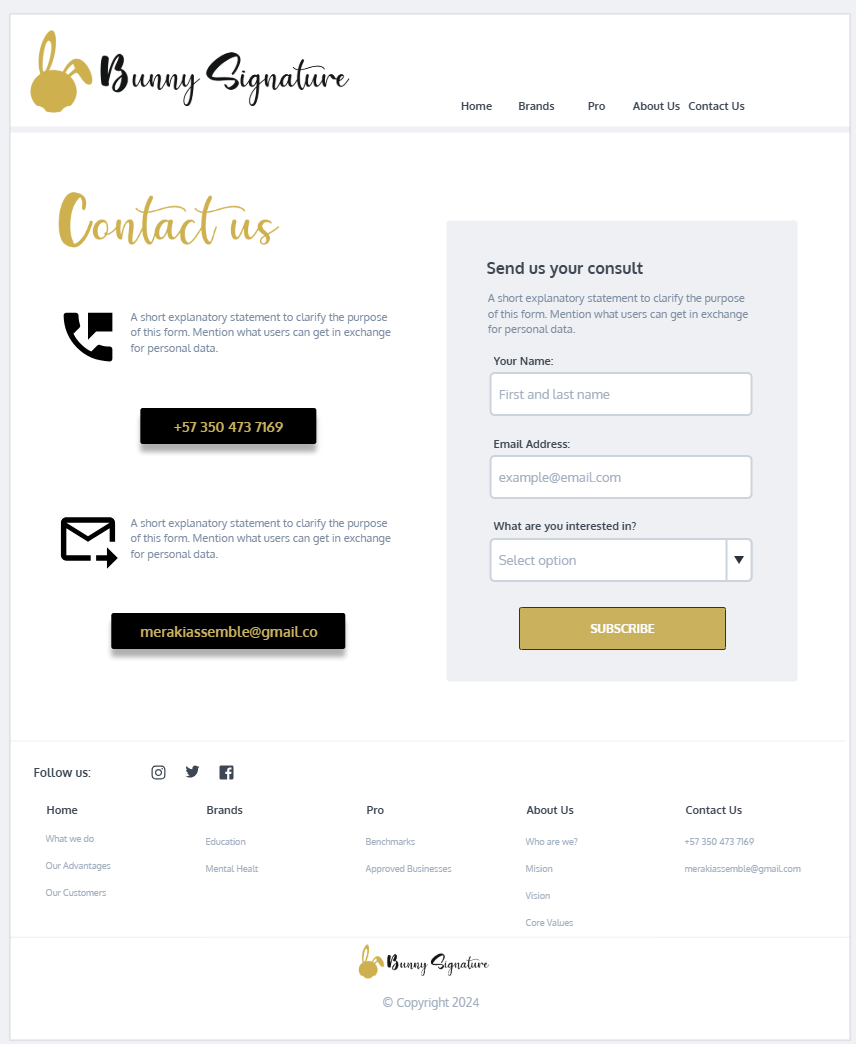 Bunny Signature
Home Brands Pro About Us Contact Us
Contact us
A short explanatory statement to clarify the purpose
of this form. Mention what users can get in exchange
for personal data.
+57 350 473 7169
A short explanatory statement to clarify the purpose
of this form. Mention what users can get in exchange
for personal data.
merakiassemble@gmail.co
Send us your consult
A short explanatory statement to clarify the purpose
of this form. Mention what users can get in exchange
for personal data.
Your Name:
First and last name
Email Address:
example@email.com
What are you interested in?
Select option
SUBSCRIBE
Follow us:
Home
What we do
Our Advantages
Our Customers
Brands
Education
Mental Healt
Pro
Benchmarks
Approved Businesses
About Us
Who are we?
Mision
Vision
Core Values
Contact Us
+57 350 473 7169
merakiassemble@gmail.com
Bunny Signature
© Copyright 2024